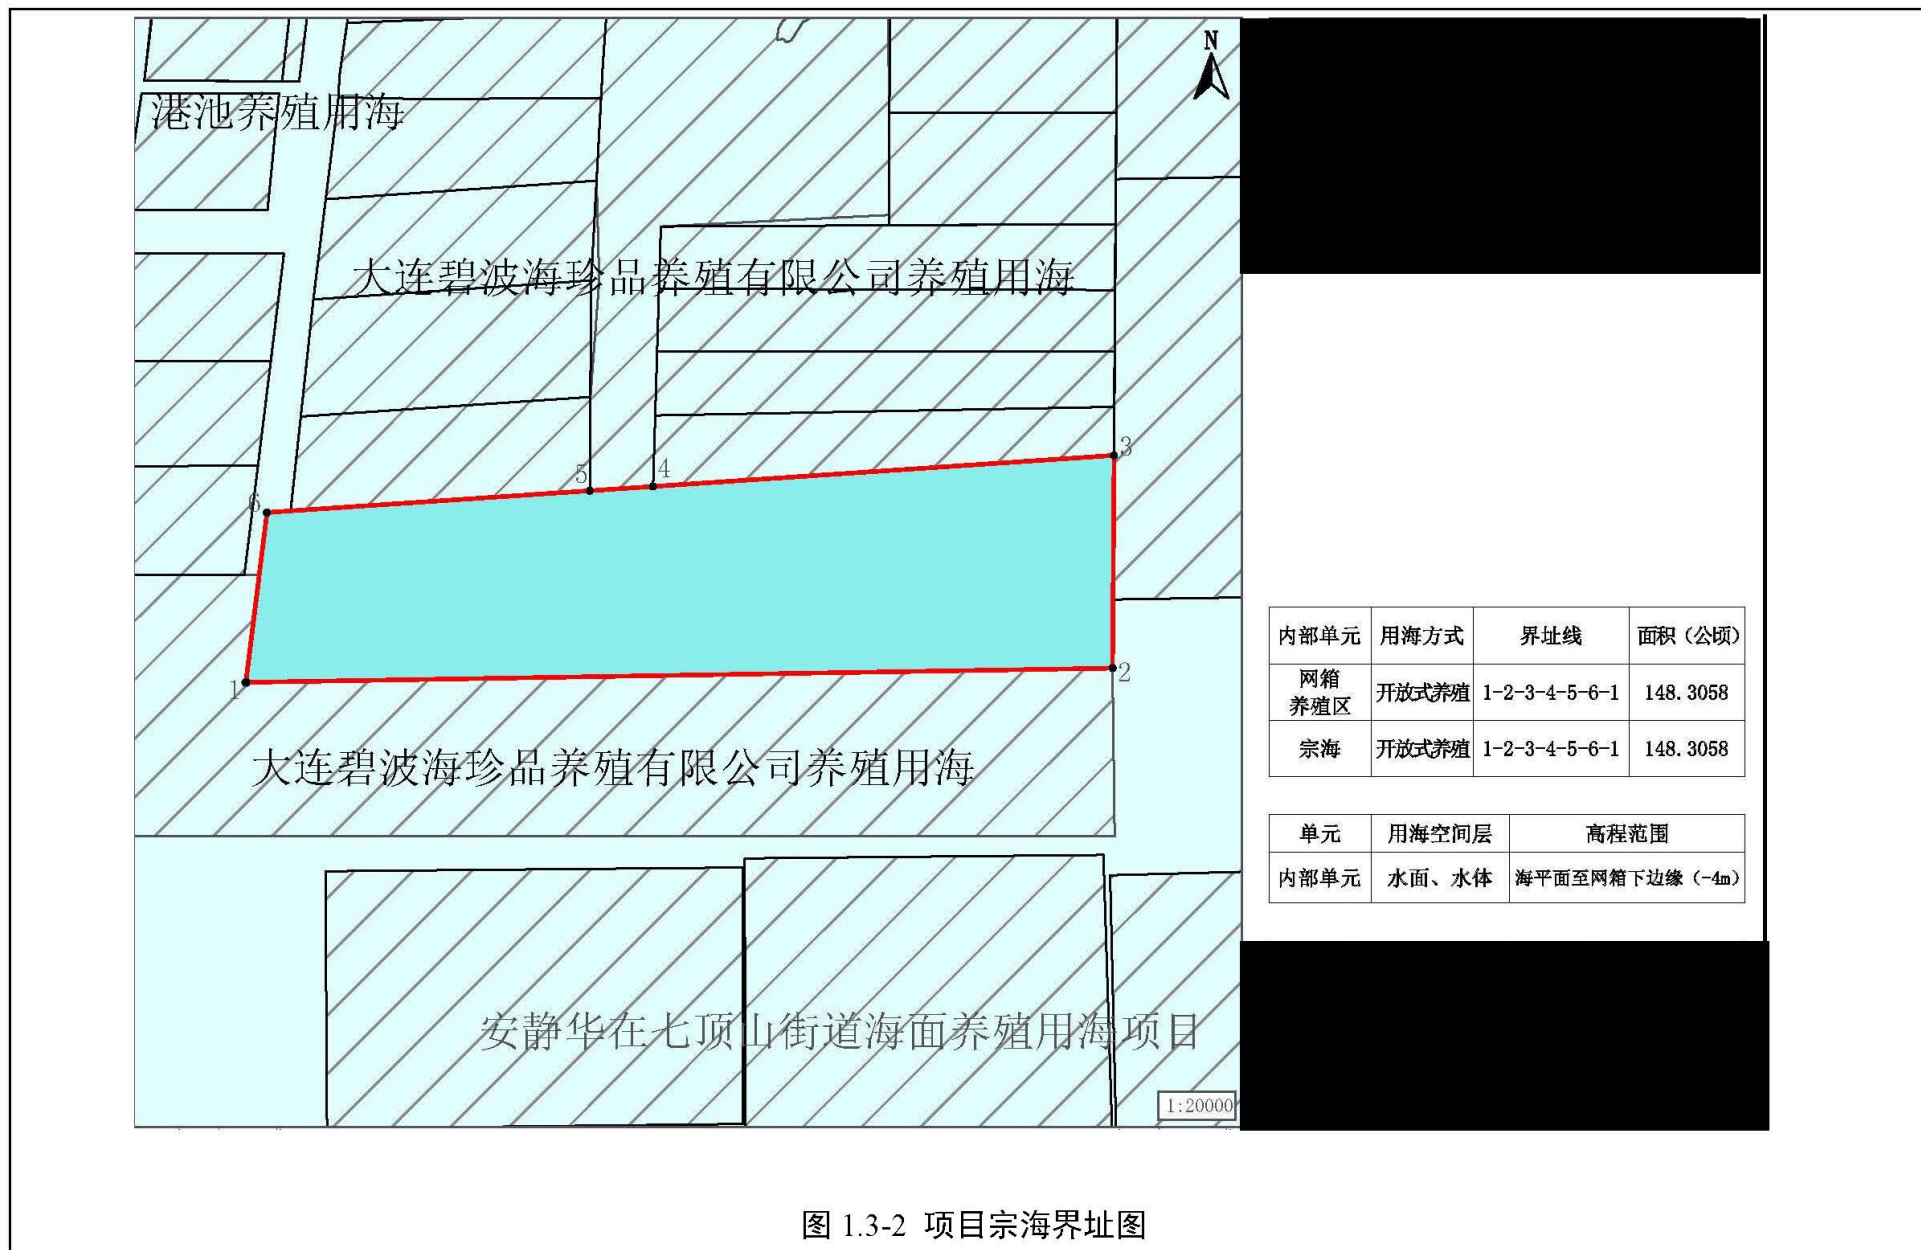 N
港池养殖用海
大连碧波海珍品养殖有限公司养殖用海
3
5
4
6
1
2
大连碧波海珍品养殖有限公司养殖用海
安静华在七顶山街道海面养殖用海项目
1:20000
内部单元 用海方式 界址线 面积（公顷）
网箱
养殖区 开放式养殖 1-2-3-4-5-6-1 148.3058
宗海 开放式养殖 1-2-3-4-5-6-1 148.3058
单元 用海空间层 高程范围
内部单元 水面、水体 海平面至网箱下边缘（-4m）
图 1.3-2 项目宗海界址图